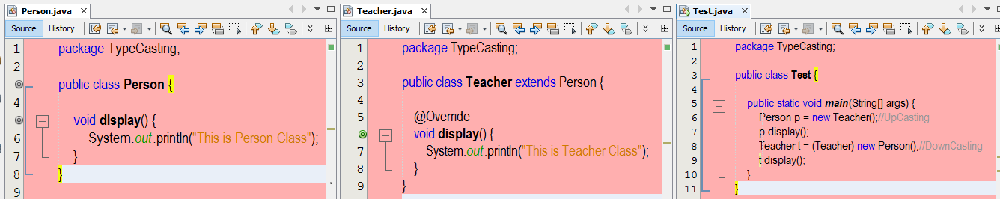 Person.java
Source History
1 package TypeCasting;
2
public class Person {
4
void display() {
6 System.out.println("This is Person Class");
7 }
8 }
9
Teacher.java
Source History
1 package TypeCasting;
2
3 public class Teacher extends Person {
4
5 @Override
void display() {
7 System.out.println("This is Teacher Class");
8 }
9 }
Test.java
Source History
1 package TypeCasting;
2
3 public class Test {
4
5 public static void main(String[] args) {
6 Person p = new Teacher();//UpCasting
7 p.display();
8 Teacher t = (Teacher) new Person();//DownCasting
9 t.display();
10 }
11 }